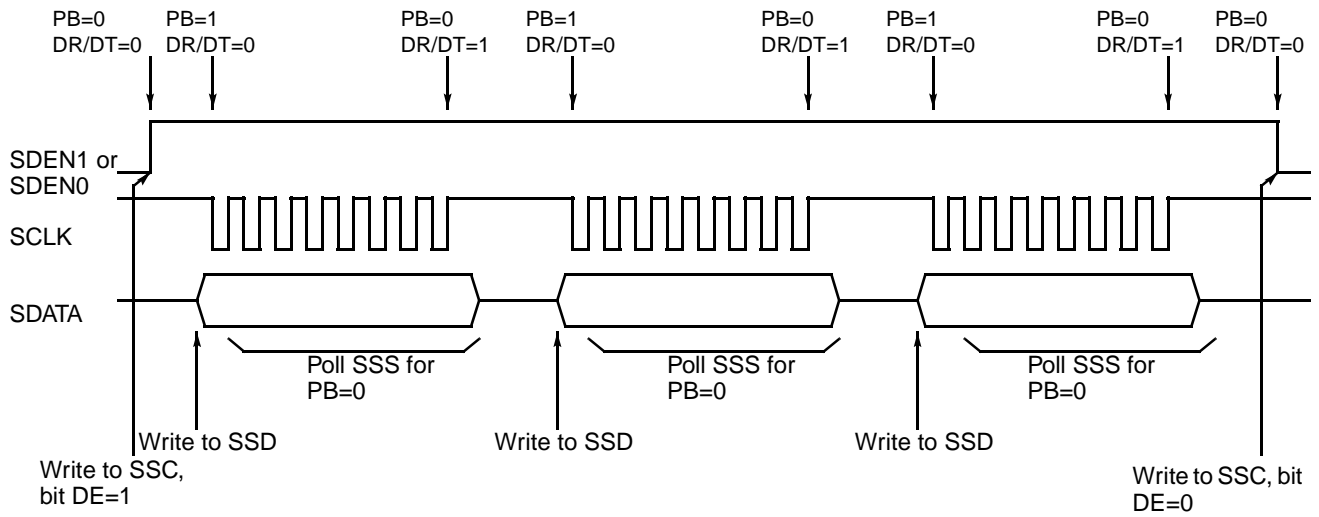 PB=0
DR/DT=0
PB=1
DR/DT=0
PB=0
DR/DT=1
PB=1
DR/DT=0
PB=0
DR/DT=1
PB=1
DR/DT=0
PB=0
DR/DT=1
PB=0
DR/DT=0
SDEN1 or
SDEN0
SCLK
SDATA
Poll SSS for
PB=0
Poll SSS for
PB=0
Poll SSS for
PB=0
Write to SSD
Write to SSD
Write to SSD
Write to SSC,
bit DE=1
Write to SSC, bit
DE=0